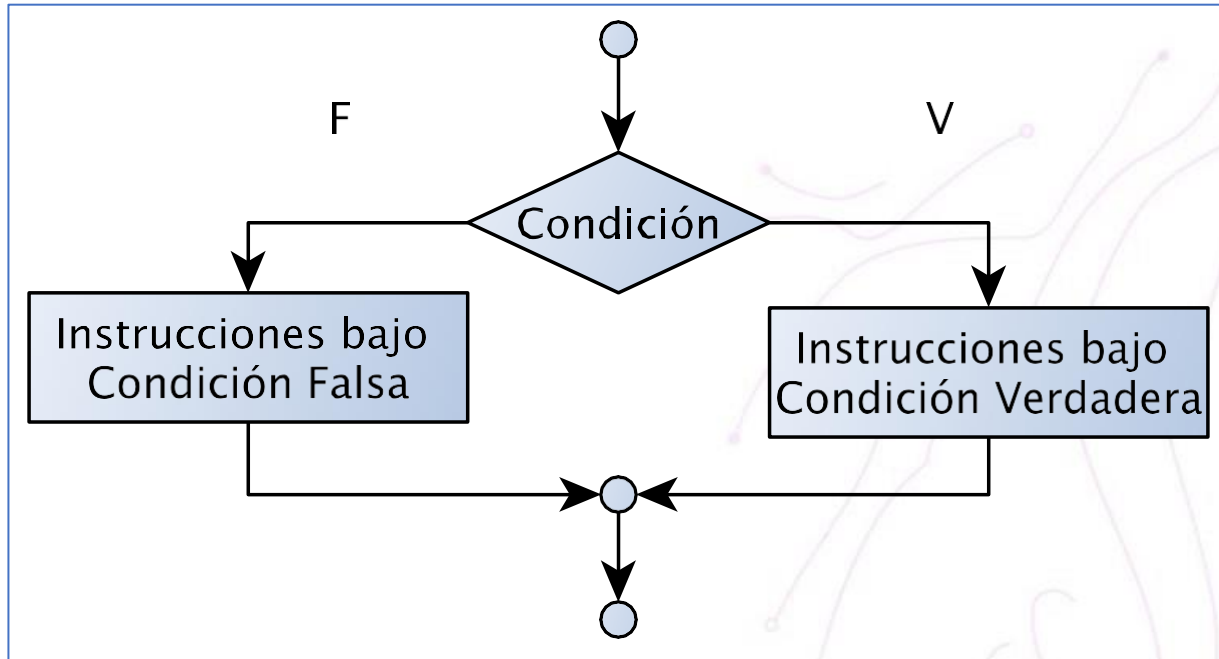 F
V
Condición
Instrucciones bajo
Condición Falsa
Instrucciones bajo
Condición Verdadera